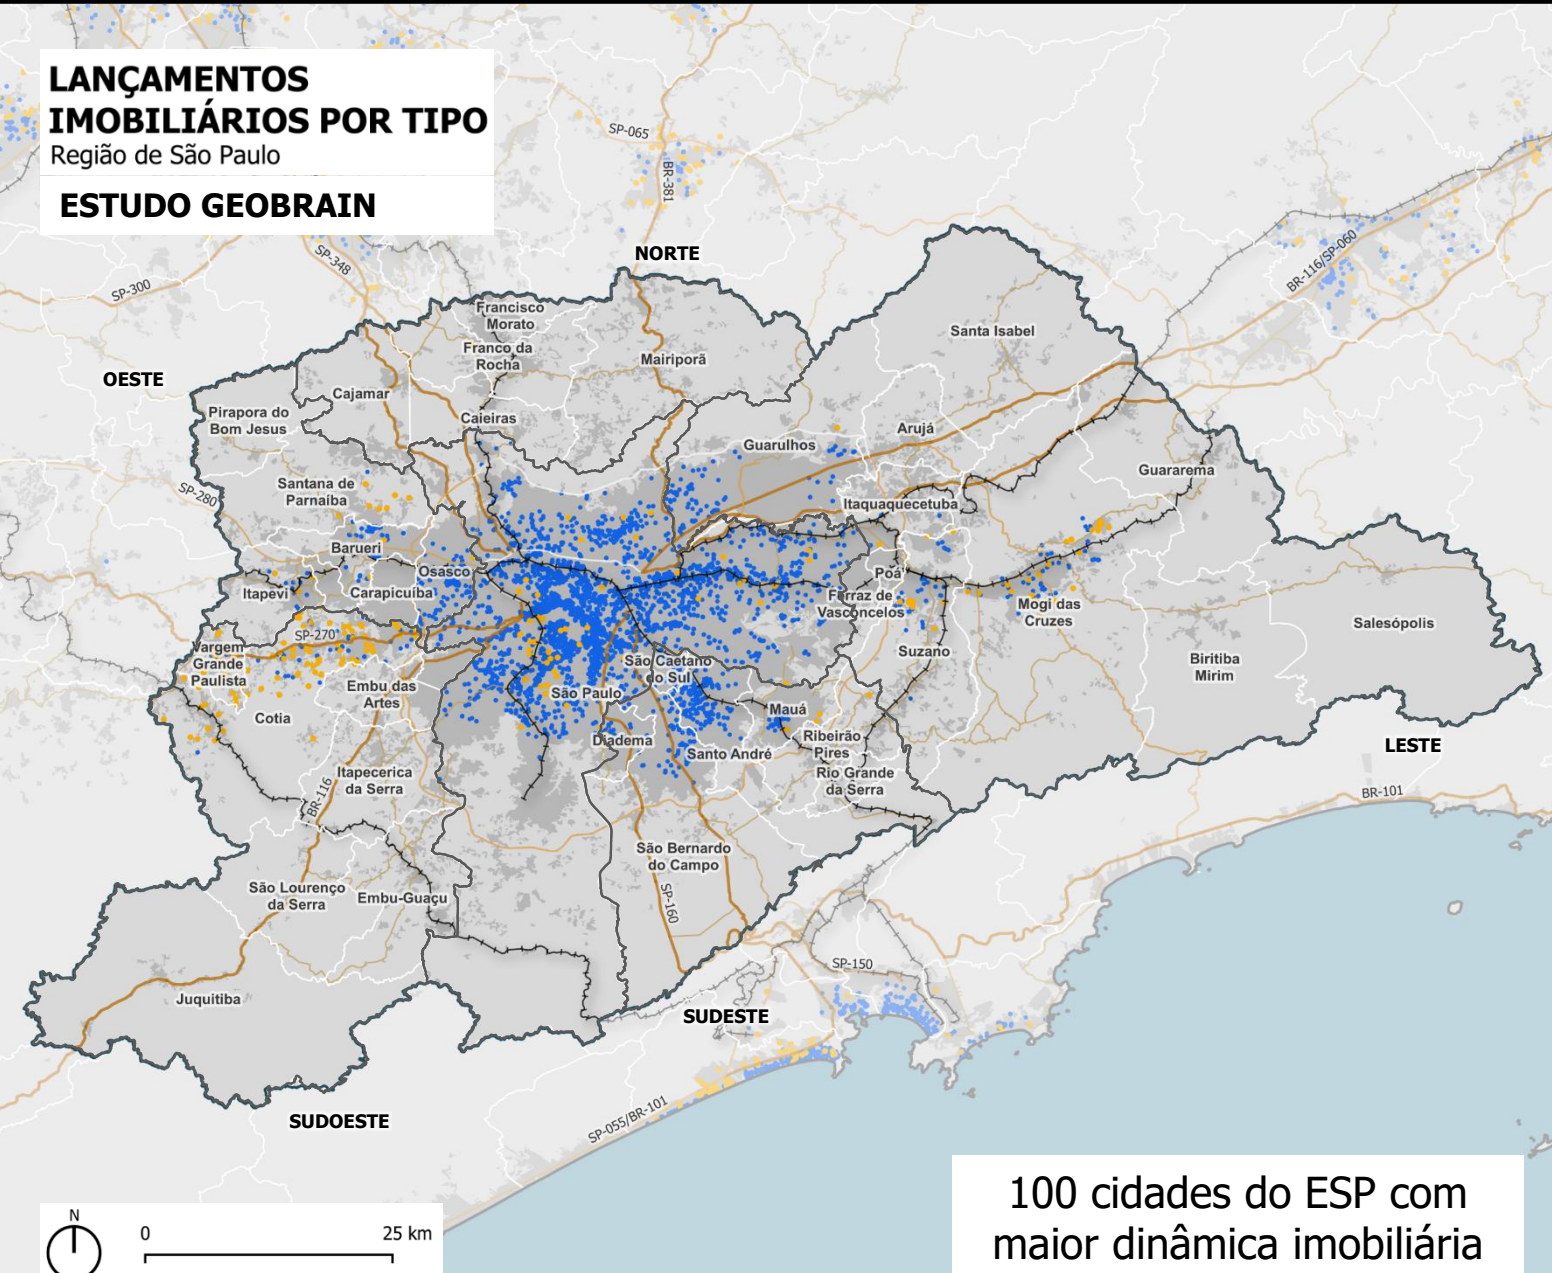 LANÇAMENTOS
IMOBILIÁRIOS POR TIPO
Região de São Paulo
ESTUDO GEOBRAIN
SP-065
BR-381
NORTE
SP-348
SP-300
BR-116/SP-060
Francisco
Morato
Santa Isabel
Franco da
Rocha
Mairiporã
OESTE
Cajamar
Pirapora do
Bom Jesus
Caieiras
Arujá
Guarulhos
Guararema
Santana de
Parnaíba
SP-280
Itaquaquecetuba
Barueri
Osasco
Poá
Itapevi
Carapicuíba
Ferraz de
Vasconcelos
Mogi das
Cruzes
Salesópolis
SP-270
Vargem
Grande
Paulista
Suzano
São Caetano
do Sul
Biritiba
Mirim
Embu das
Artes
São Paulo
Cotia
Mauá
Diadema
Ribeirão
Pires
Santo André
LESTE
Itapecerica
da Serra
Rio Grande
da Serra
BR-116
BR-101
São Bernardo
do Campo
São Lourenço
da Serra
Embu-Guaçu
SP-160
SP-150
Juquitiba
SUDESTE
SP-055/BR-101
SUDOESTE
100 cidades do ESP com
maior dinâmica imobiliária
N
0 25 km